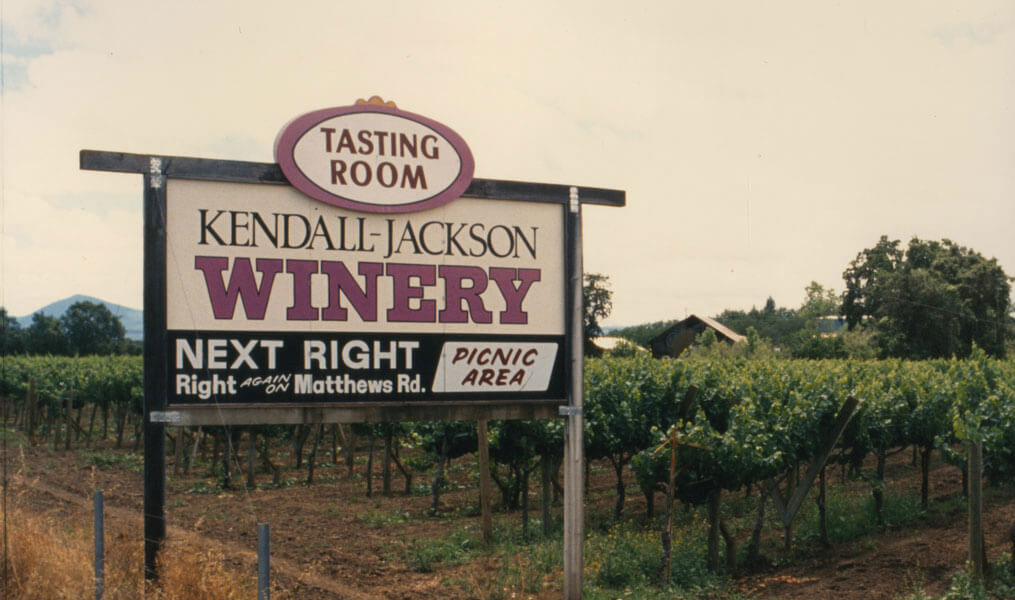 TASTING
ROOM
KENDALL-JACKSON
WINERY
NEXT RIGHT
Right AGAIN ON Matthews Rd.
PICNIC
AREA